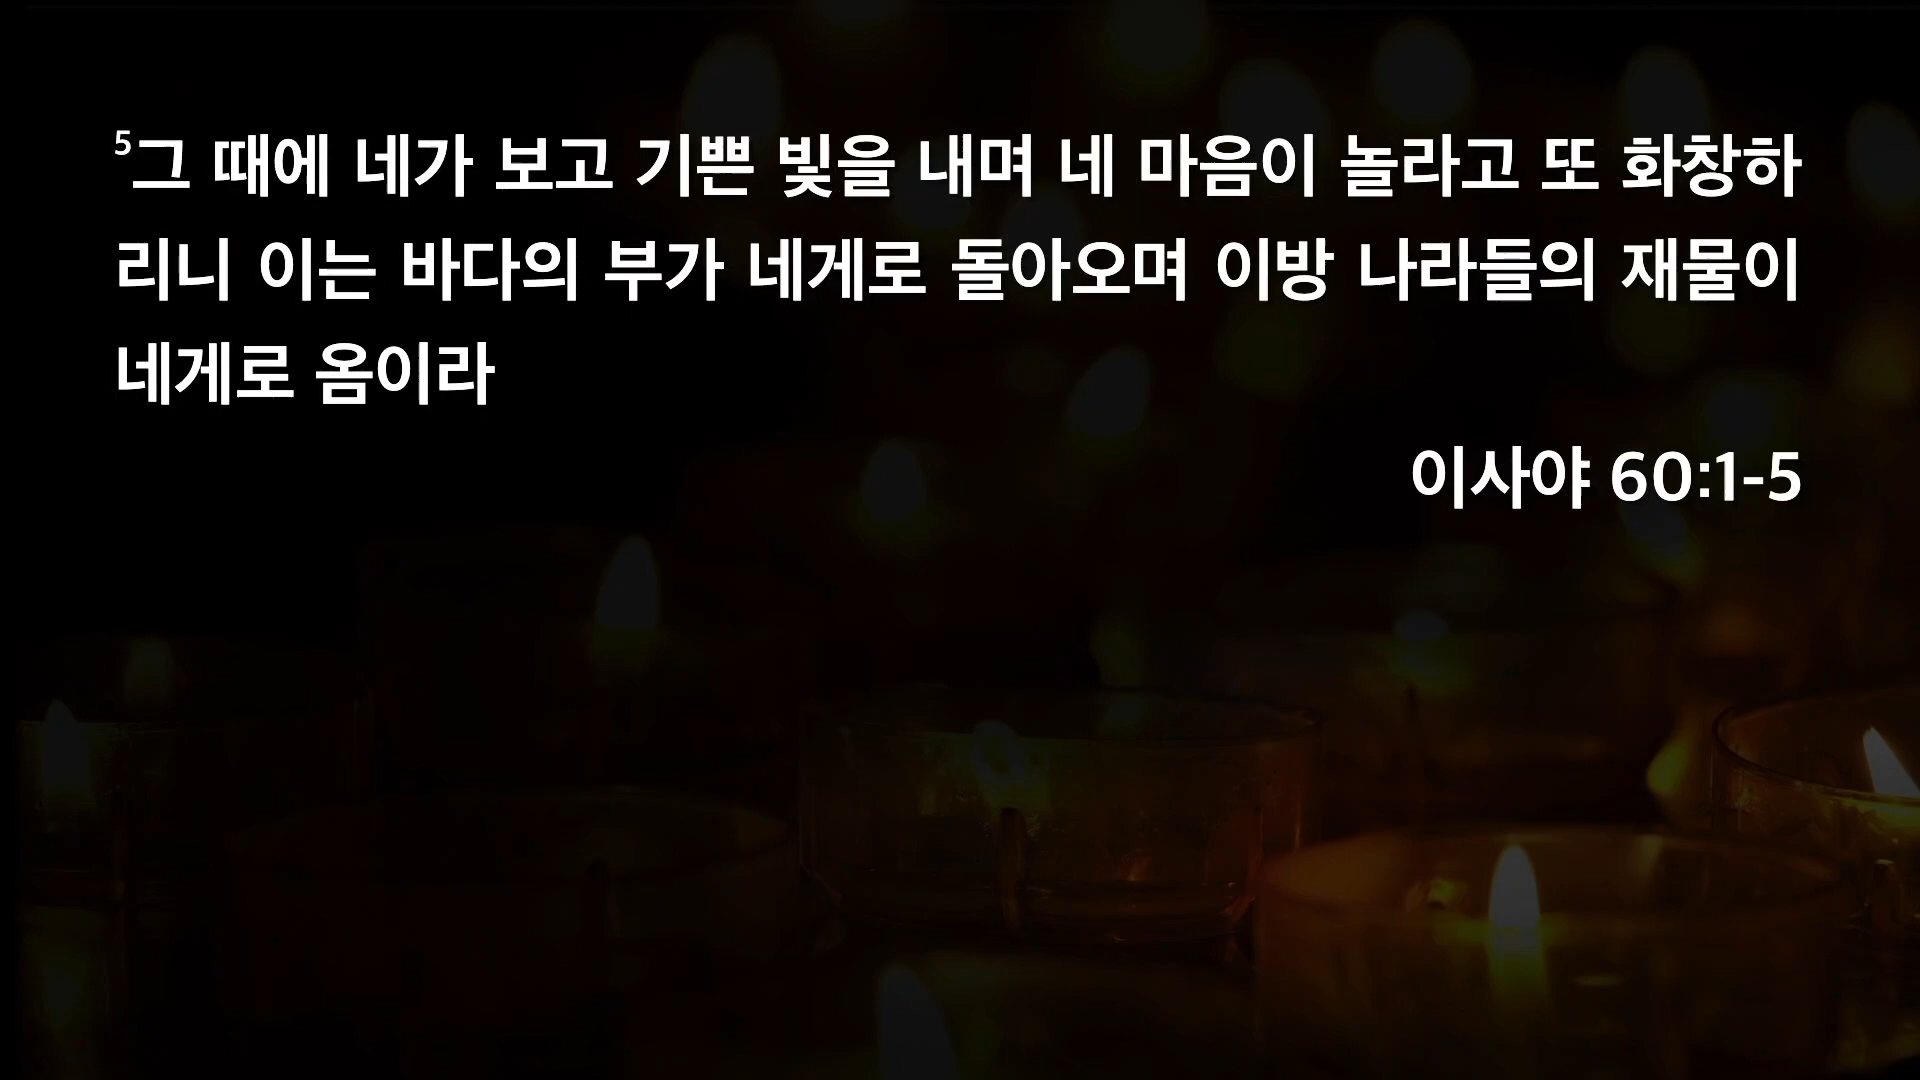 ⁵그 때에 네가 보고 기쁜 빛을 내며 네 마음이 놀라고 또 화창하
리니 이는 바다의 부가 네게로 돌아오며 이방 나라들의 재물이
네게로 옴이라
이사야 60:1-5